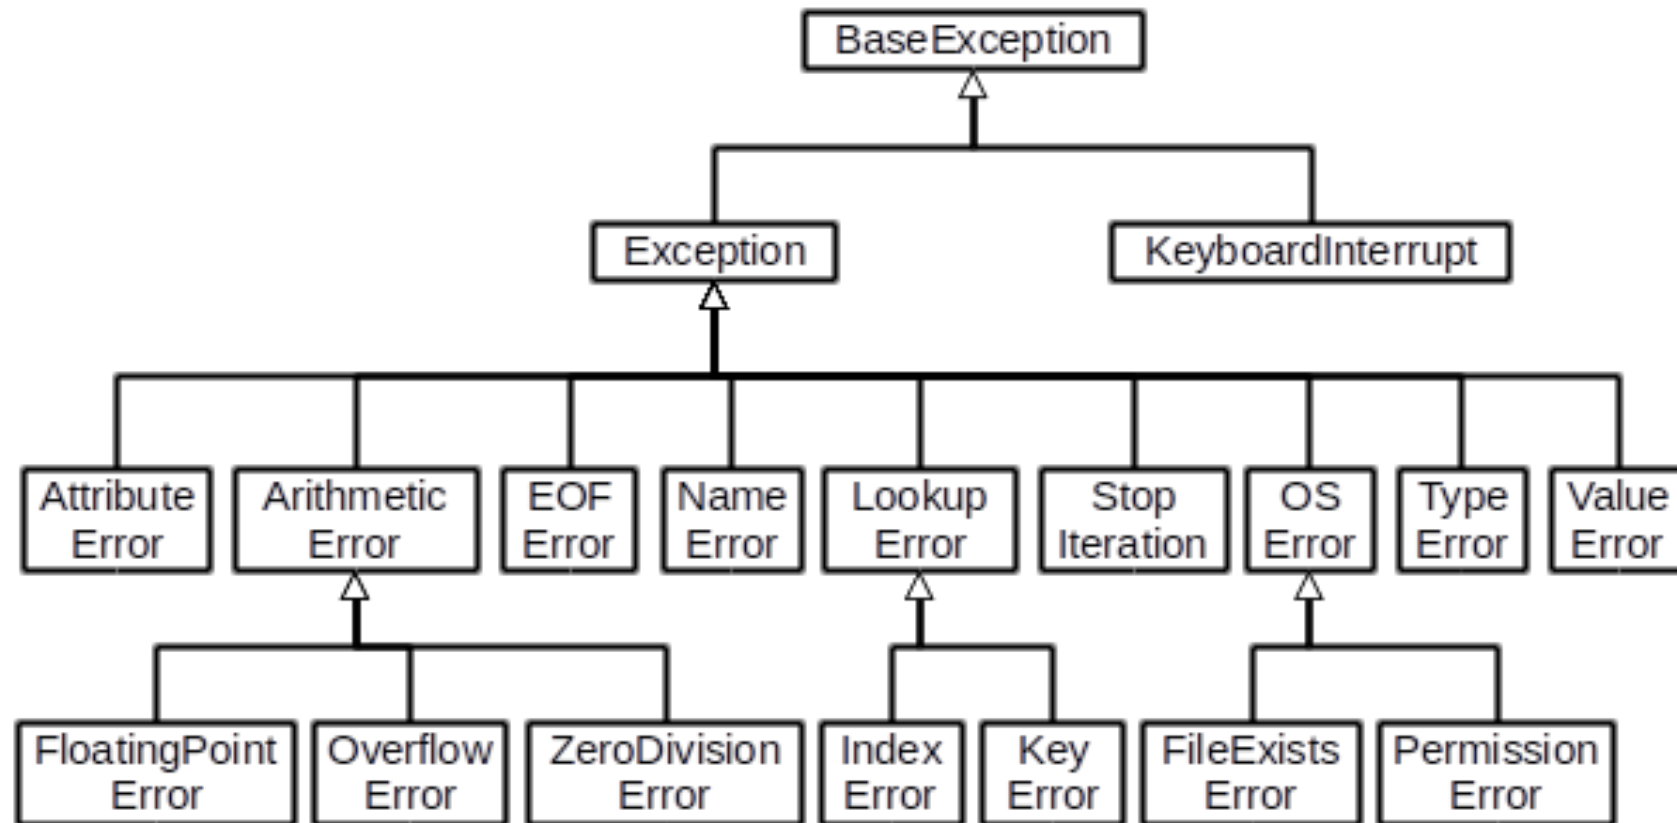 BaseException
Exception
KeyboardInterrupt
Attribute
Error
Arithmetic
Error
EOF
Error
Name
Error
Lookup
Error
Stop
Iteration
OS
Error
Type
Error
Value
Error
FloatingPoint
Error
Overflow
Error
ZeroDivision
Error
Index
Error
Key
Error
FileExists
Error
Permission
Error